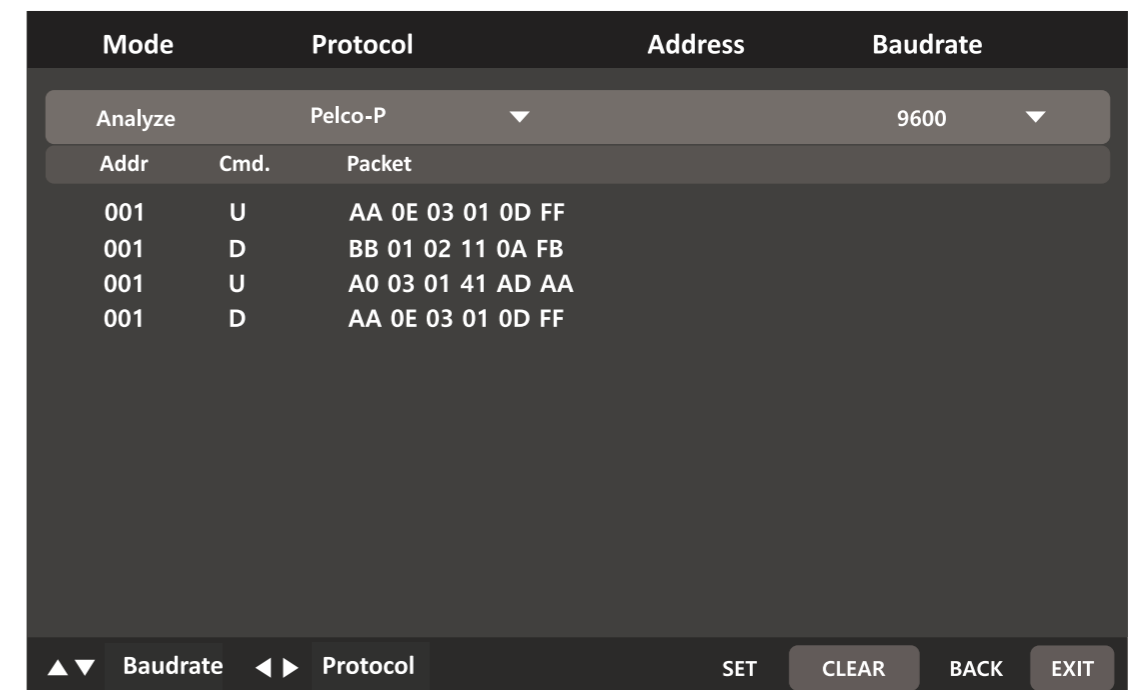 Mode Protocol Address Baudrate
Analyze Pelco-P 9600
Addr Cmd. Packet
001 U AA 0E 03 01 0D FF
001 D BB 01 02 11 0A FB
001 U A0 03 01 41 AD AA
001 D AA 0E 03 01 0D FF
Baudrate Protocol SET CLEAR BACK EXIT